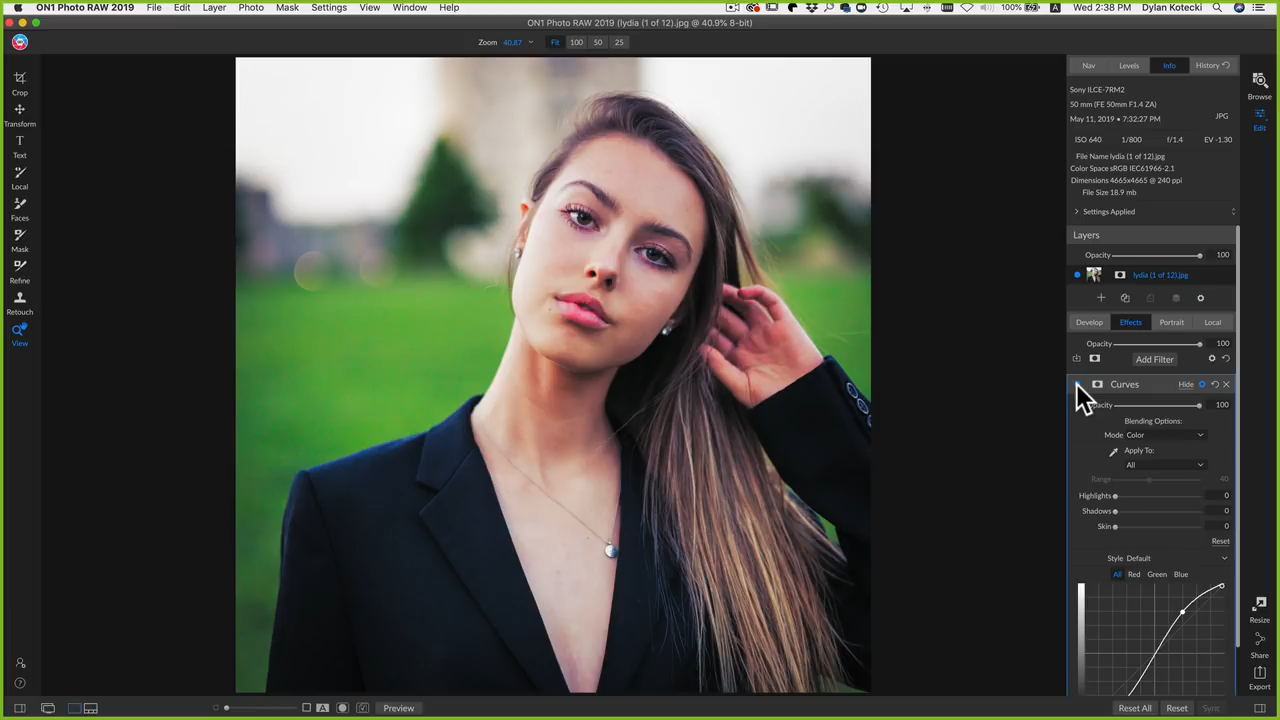 ON1 Photo RAW 2019 File Edit Layer Photo Mask Settings View Window Help 100% Wed 2:38 PM Dylan Kotecki
ON1 Photo RAW 2019 (lydia (1 of 12).jpg @ 40.9% 8-bit)
Zoom 40.87 Fit 100 50 25
Crop
Transform
Text
Local
Faces
Mask
Refine
Retouch
View
Nav Levels Info History
Sony ILCE-7RM2
50 mm (FE 50mm F1.4 ZA)
May 11, 2019 • 7:32:27 PM JPG
ISO 640 1/800 f/1.4 EV -1.30
File Name lydia (1 of 12).jpg
Color Space sRGB IEC61966-2.1
Dimensions 4665x4665 @ 240 ppi
File Size 18.9 mb
Settings Applied
Layers
Opacity 100
lydia (1 of 12).jpg
Develop Effects Portrait Local
Opacity 100
Add Filter
Curves Hide
pacity 100
Blending Options:
Mode Color
Apply To:
All
Range 40
Highlights 0
Shadows 0
Skin 0
Reset
Style Default
All Red Green Blue
Browse
Edit
Resize
Share
Export
Preview
Reset All Reset Sync